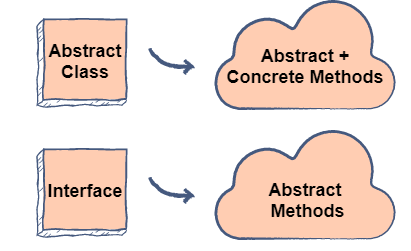 Abstract
Class
Abstract +
Concrete Methods
Interface
Abstract
Methods